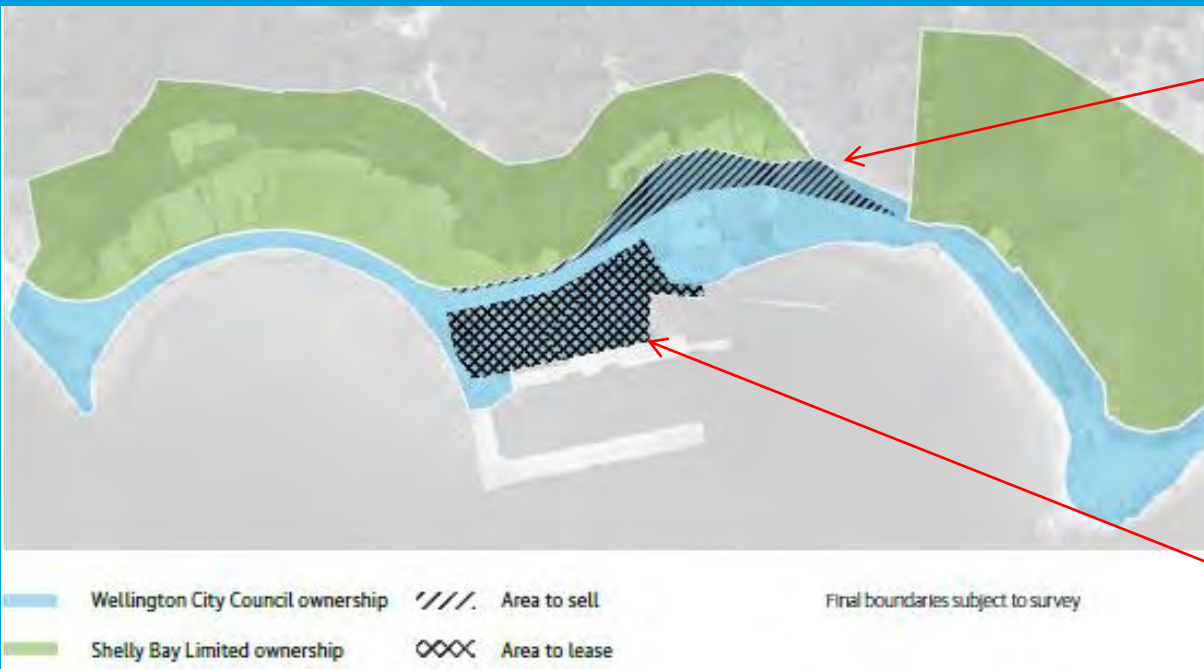 Wellington City Council ownership
Area to sell
Final boundaries subject to survey
Shelly Bay Limited ownership
Area to lease